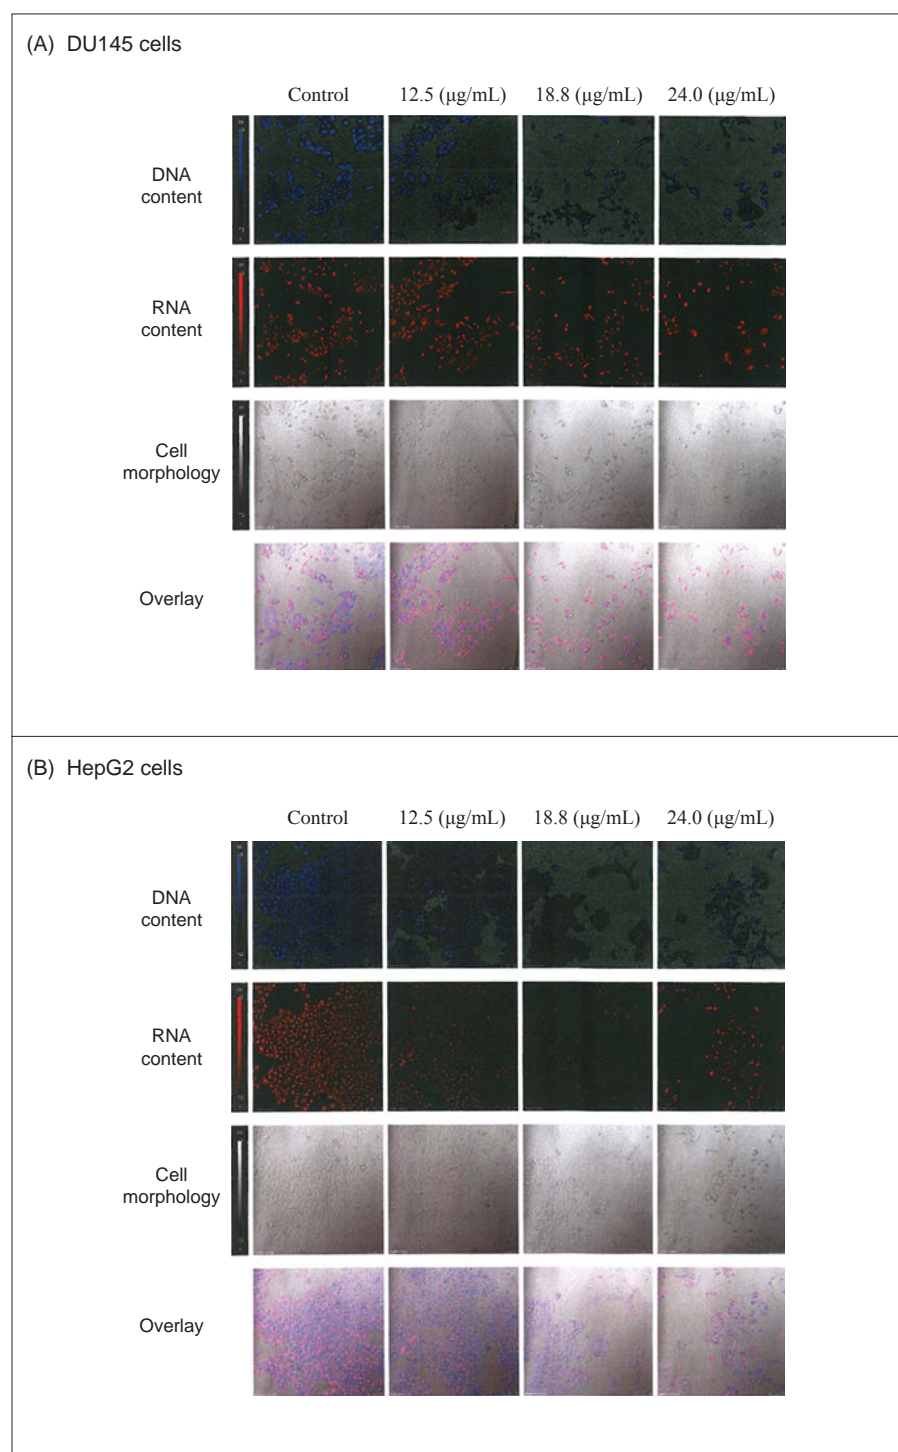 (A) DU145 cells
Control 12.5 (μg/mL) 18.8 (μg/mL) 24.0 (μg/mL)
DNA
content
RNA
content
Cell
morphology
Overlay
(B) HepG2 cells
Control 12.5 (μg/mL) 18.8 (μg/mL) 24.0 (μg/mL)
DNA
content
RNA
content
Cell
morphology
Overlay